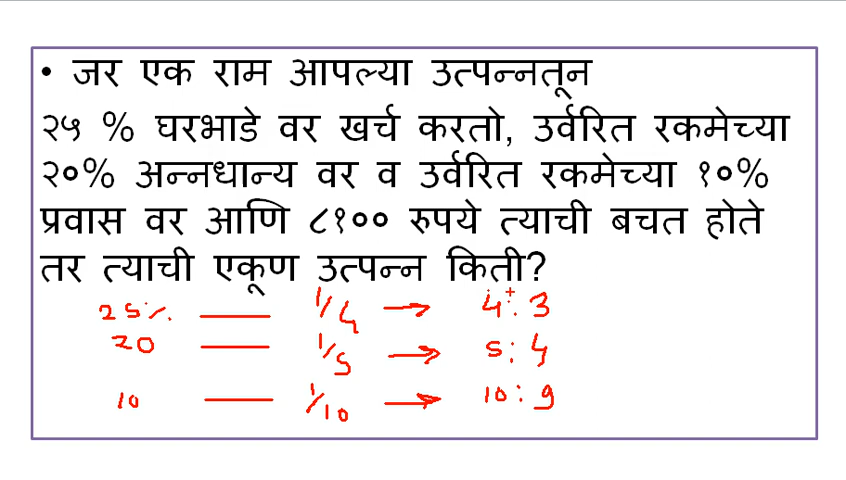 • जर एक राम आपल्या उत्पन्नतून
२५ % घरभाडे वर खर्च करतो, उर्वरित रकमेच्या
२०% अन्नधान्य वर व उर्वरित रकमेच्या १०%
प्रवास वर आणि ८१०० रुपये त्याची बचत होते
तर त्याची एकूण उत्पन्न किती?
25% —— 1/4 → 4 : 3
20 —— 1/5 → 5 : 4
10 —— 1/10 → 10 : 9